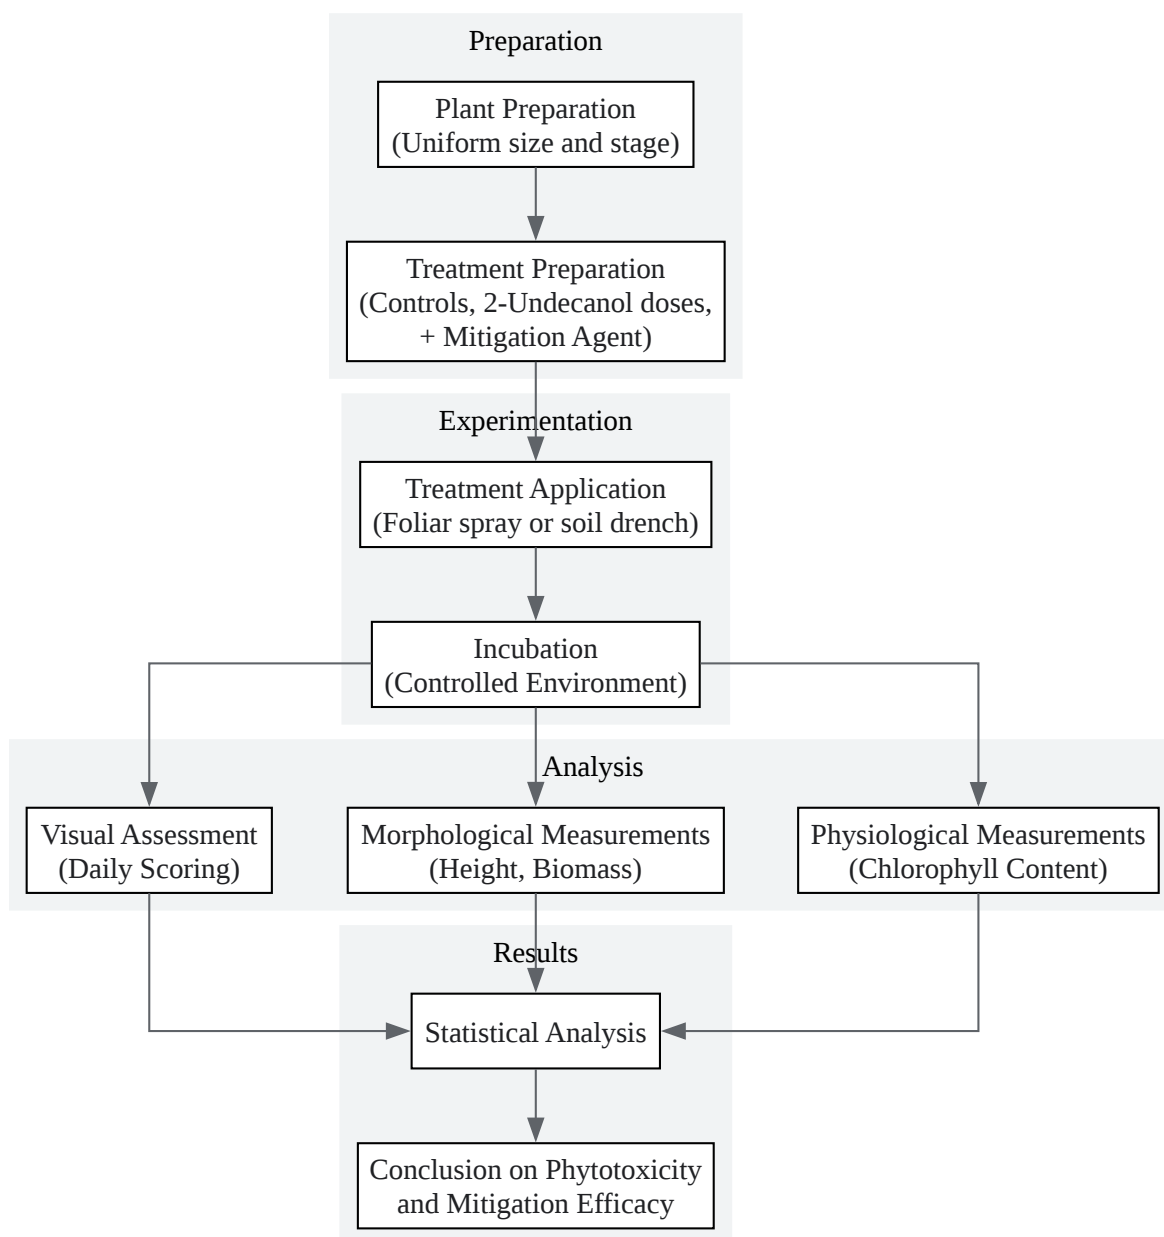 Preparation
Plant Preparation
(Uniform size and stage)
Treatment Preparation
(Controls, 2-Undecanol doses,
+ Mitigation Agent)
Experimentation
Treatment Application
(Foliar spray or soil drench)
Incubation
(Controlled Environment)
Analysis
Visual Assessment
(Daily Scoring)
Morphological Measurements
(Height, Biomass)
Physiological Measurements
(Chlorophyll Content)
Results
Statistical Analysis
Conclusion on Phytotoxicity
and Mitigation Efficacy